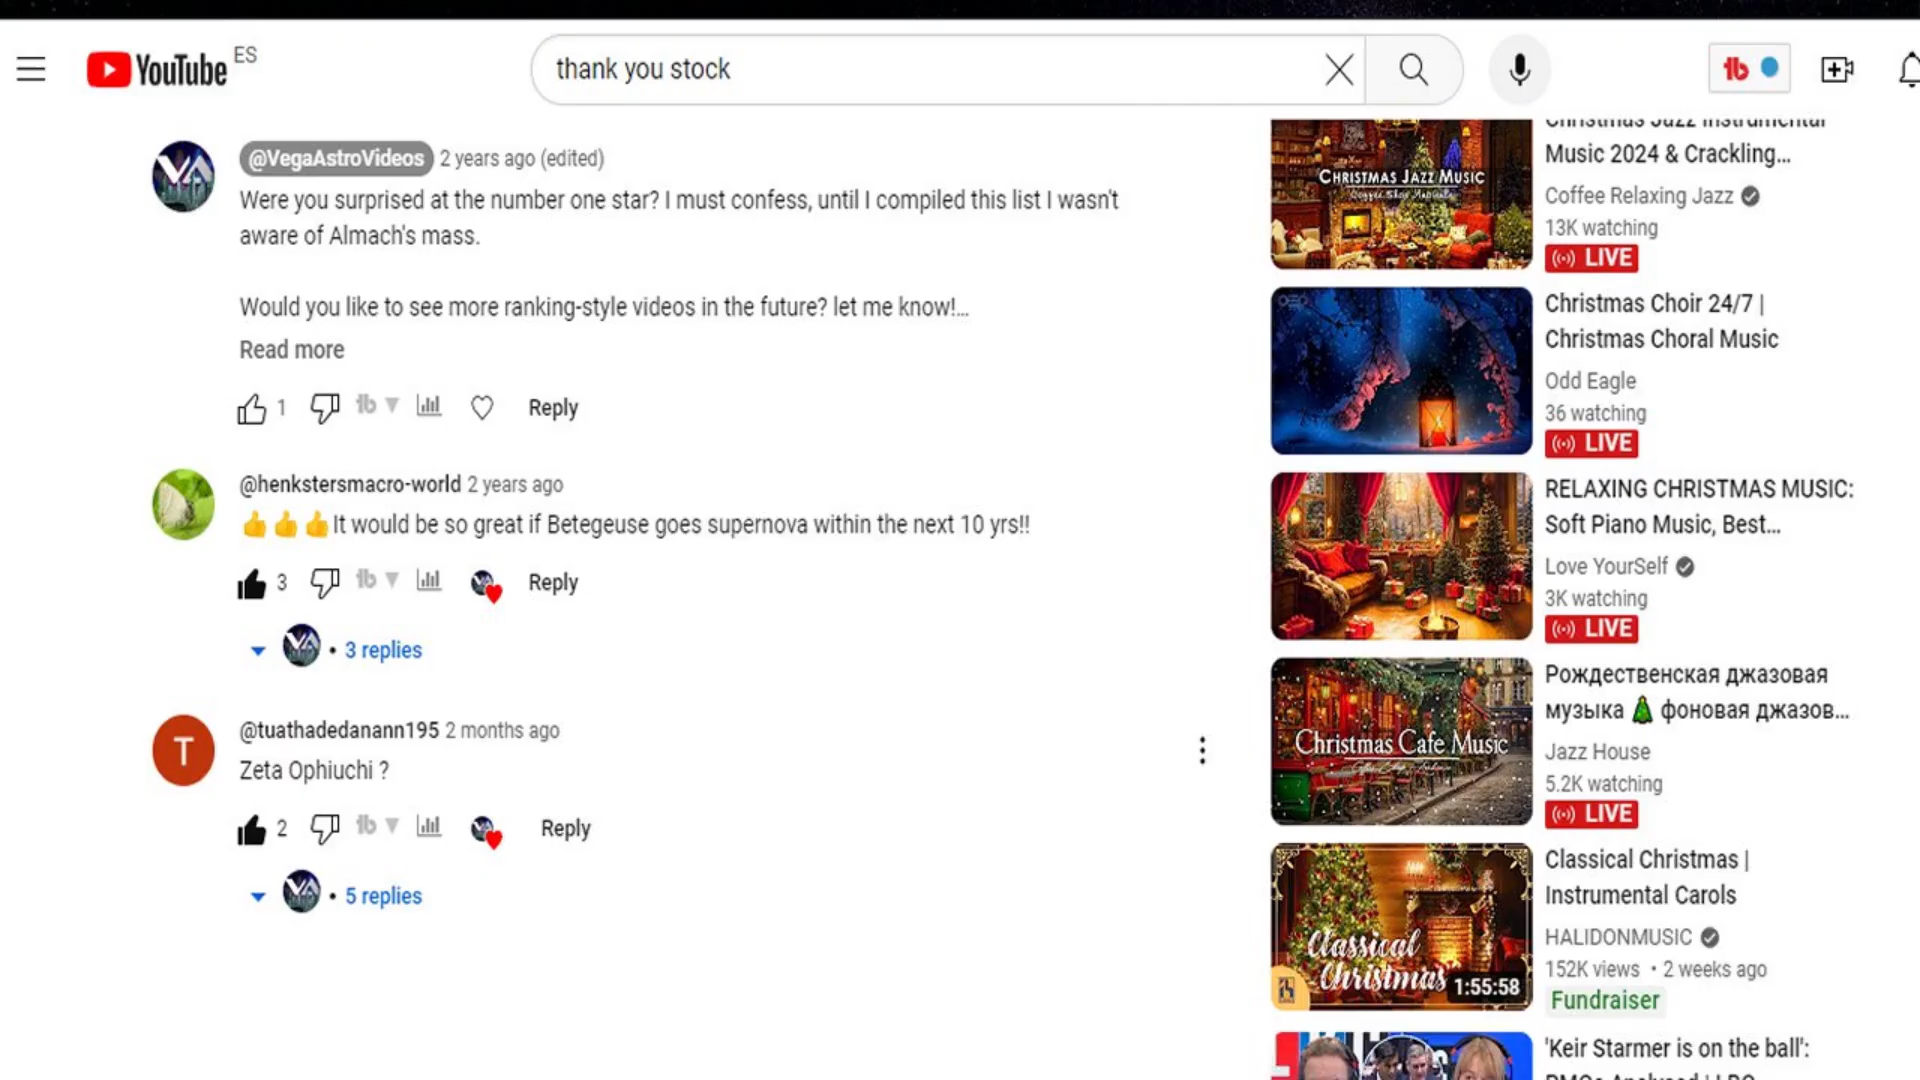 YouTube ES
thank you stock
@VegaAstroVideos 2 years ago (edited)
Were you surprised at the number one star? I must confess, until I compiled this list I wasn't
aware of Almach's mass.
Would you like to see more ranking-style videos in the future? let me know!...
Read more
1 Reply
@henkstersmacro-world 2 years ago
👍👍👍It would be so great if Betegeuse goes supernova within the next 10 yrs!!
3 Reply
• 3 replies
T
@tuathadedanann195 2 months ago
Zeta Ophiuchi ?
2 Reply
• 5 replies
CHRISTMAS JAZZ MUSIC
Christmas Jazz Instrumental
Music 2024 & Crackling...
Coffee Relaxing Jazz
13K watching
LIVE
Christmas Choir 24/7 |
Christmas Choral Music
Odd Eagle
36 watching
LIVE
RELAXING CHRISTMAS MUSIC:
Soft Piano Music, Best...
Love YourSelf
3K watching
LIVE
Christmas Cafe Music
Рождественская джазовая
музыка 🎄 фоновая джазов...
Jazz House
5.2K watching
LIVE
Classical
Christmas
1:55:58
Classical Christmas |
Instrumental Carols
HALIDONMUSIC
152K views • 2 weeks ago
Fundraiser
'Keir Starmer is on the ball':